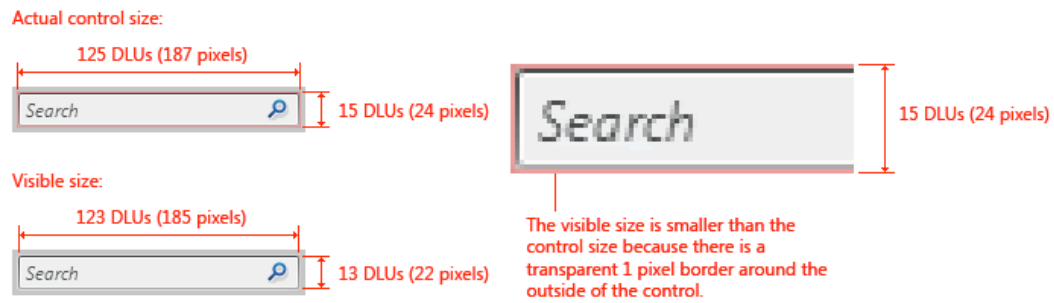 Actual control size:
125 DLUs (187 pixels)
Search
15 DLUs (24 pixels)
Visible size:
123 DLUs (185 pixels)
Search
13 DLUs (22 pixels)
Search
15 DLUs (24 pixels)
The visible size is smaller than the
control size because there is a
transparent 1 pixel border around the
outside of the control.